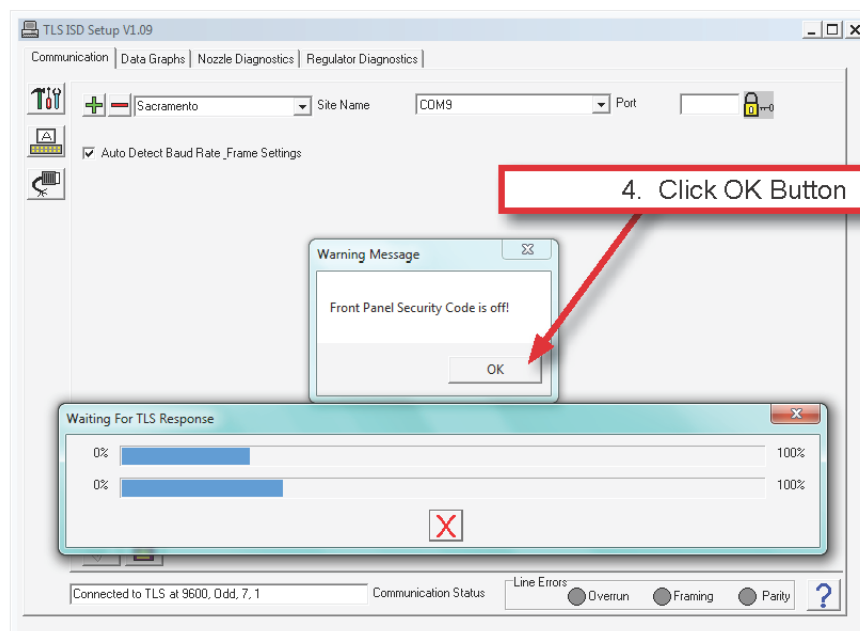 TLS ISD Setup V1.09
Communication Data Graphs Nozzle Diagnostics Regulator Diagnostics
Sacramento Site Name COM9 Port
A
Auto Detect Baud Rate_Frame Settings
4. Click OK Button
Warning Message
Front Panel Security Code is off!
OK
Waiting For TLS Response
0% 100%
0% 100%
X
Connected to TLS at 9600, Odd, 7, 1 Communication Status Line Errors Overrun Framing Parity ?